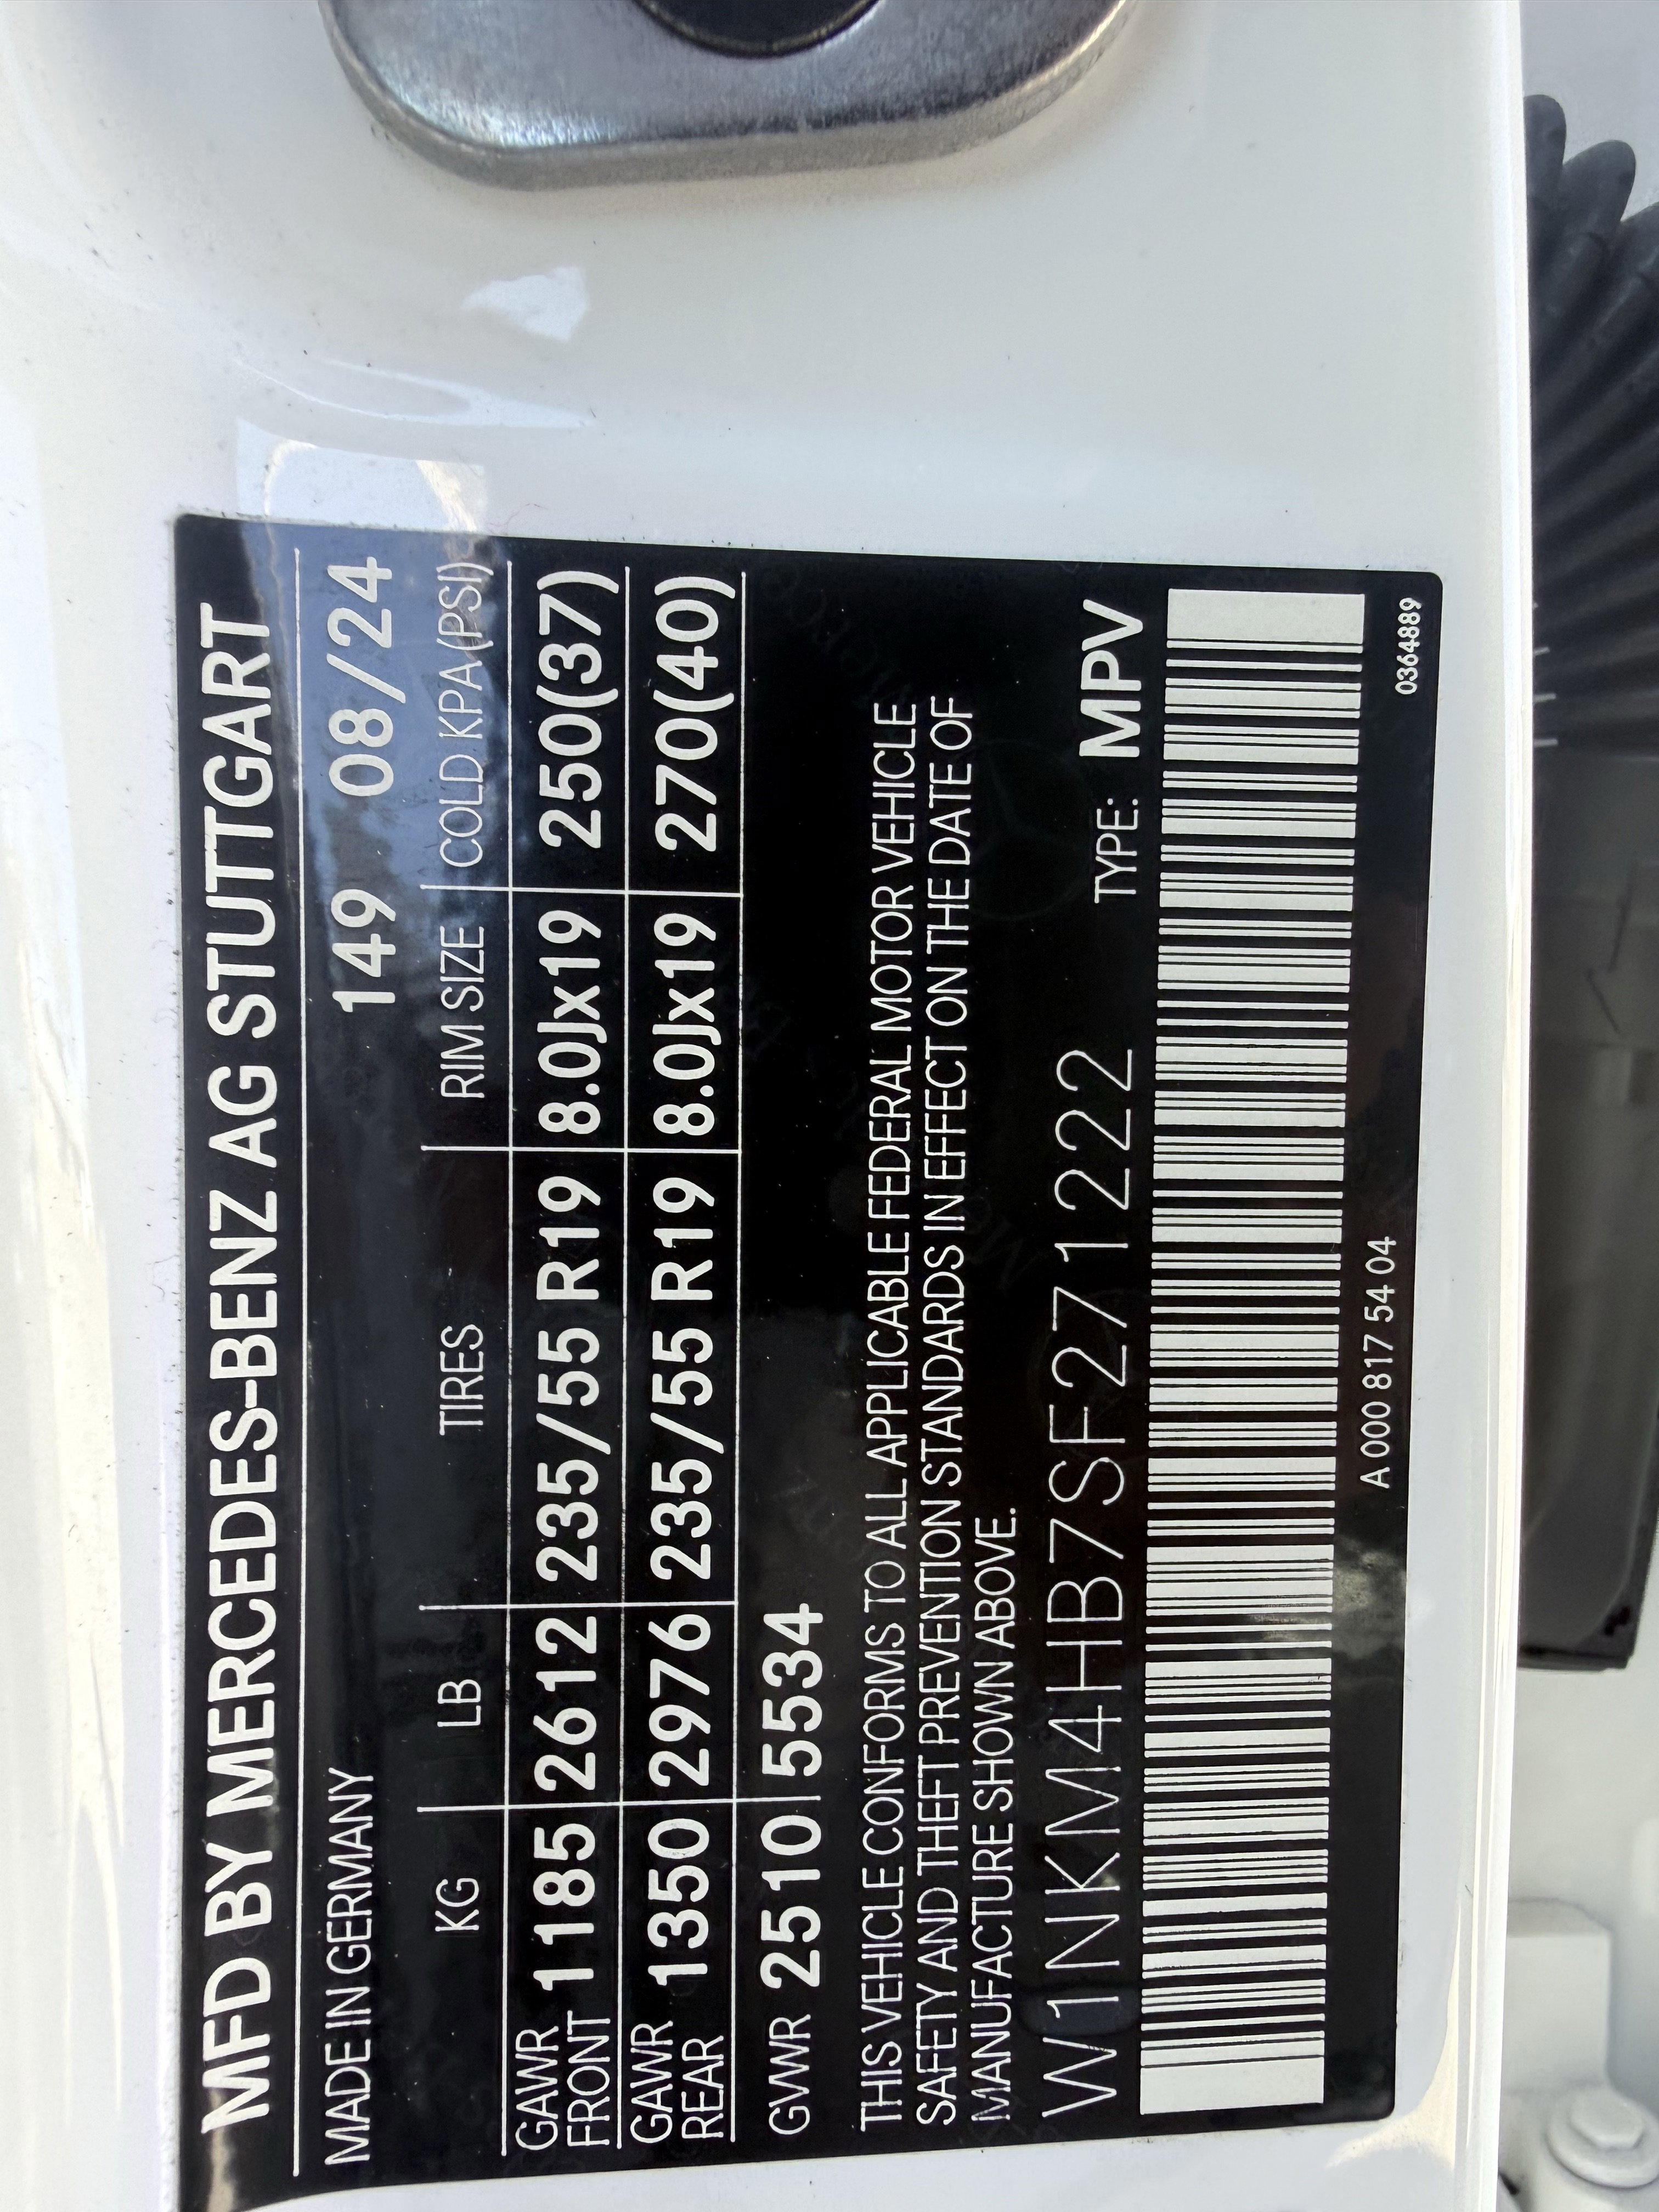 MFD BY MERCEDES-BENZ AG STUTTGART
MADE IN GERMANY 149 08/24
KG LB TIRES RIM SIZE COLD KPA(PSI)
GAWR FRONT 1185 2612 235/55 R19 8.0Jx19 250(37)
GAWR REAR 1350 2976 235/55 R19 8.0Jx19 270(40)
GVWR 2510 5534
THIS VEHICLE CONFORMS TO ALL APPLICABLE FEDERAL MOTOR VEHICLE
SAFETY AND THEFT PREVENTION STANDARDS IN EFFECT ON THE DATE OF
MANUFACTURE SHOWN ABOVE.
W1NKM4HB7SF271222 TYPE: MPV
A 000 817 54 04 0364889